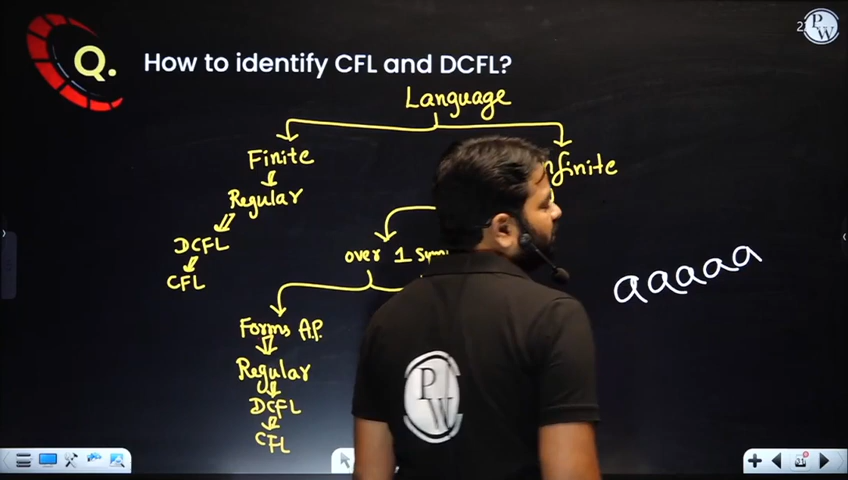 Q. How to identify CFL and DCFL?
Language
Finite
Regular
DCFL
CFL
over 1
Forms A.P.
Regular
DCFL
CFL
aaaaa
PW
PW